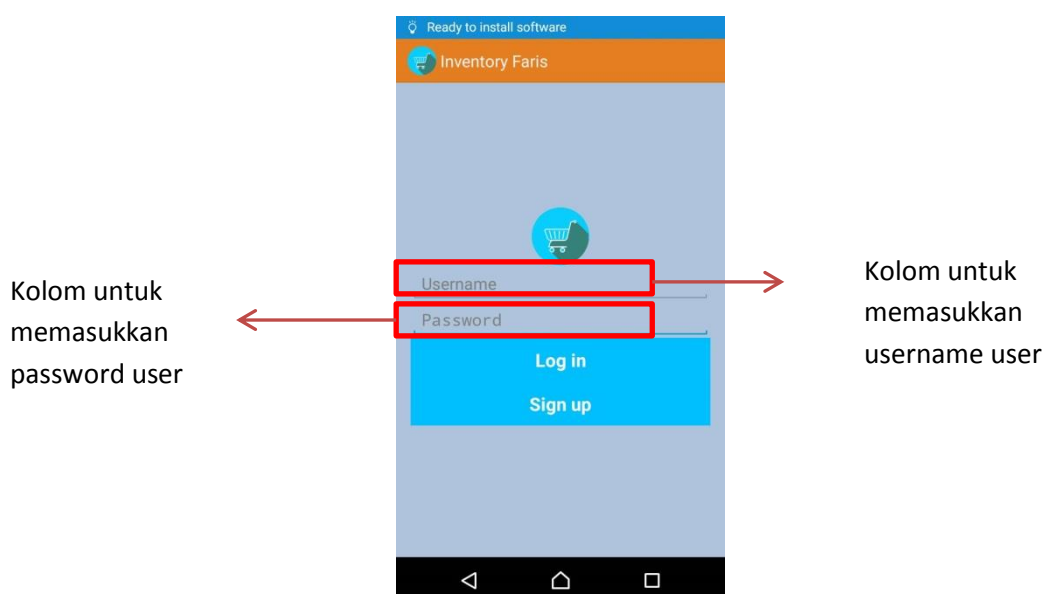 Ready to install software
Inventory Faris
Username
Password
Log in
Sign up
Kolom untuk
memasukkan
password user
Kolom untuk
memasukkan
username user